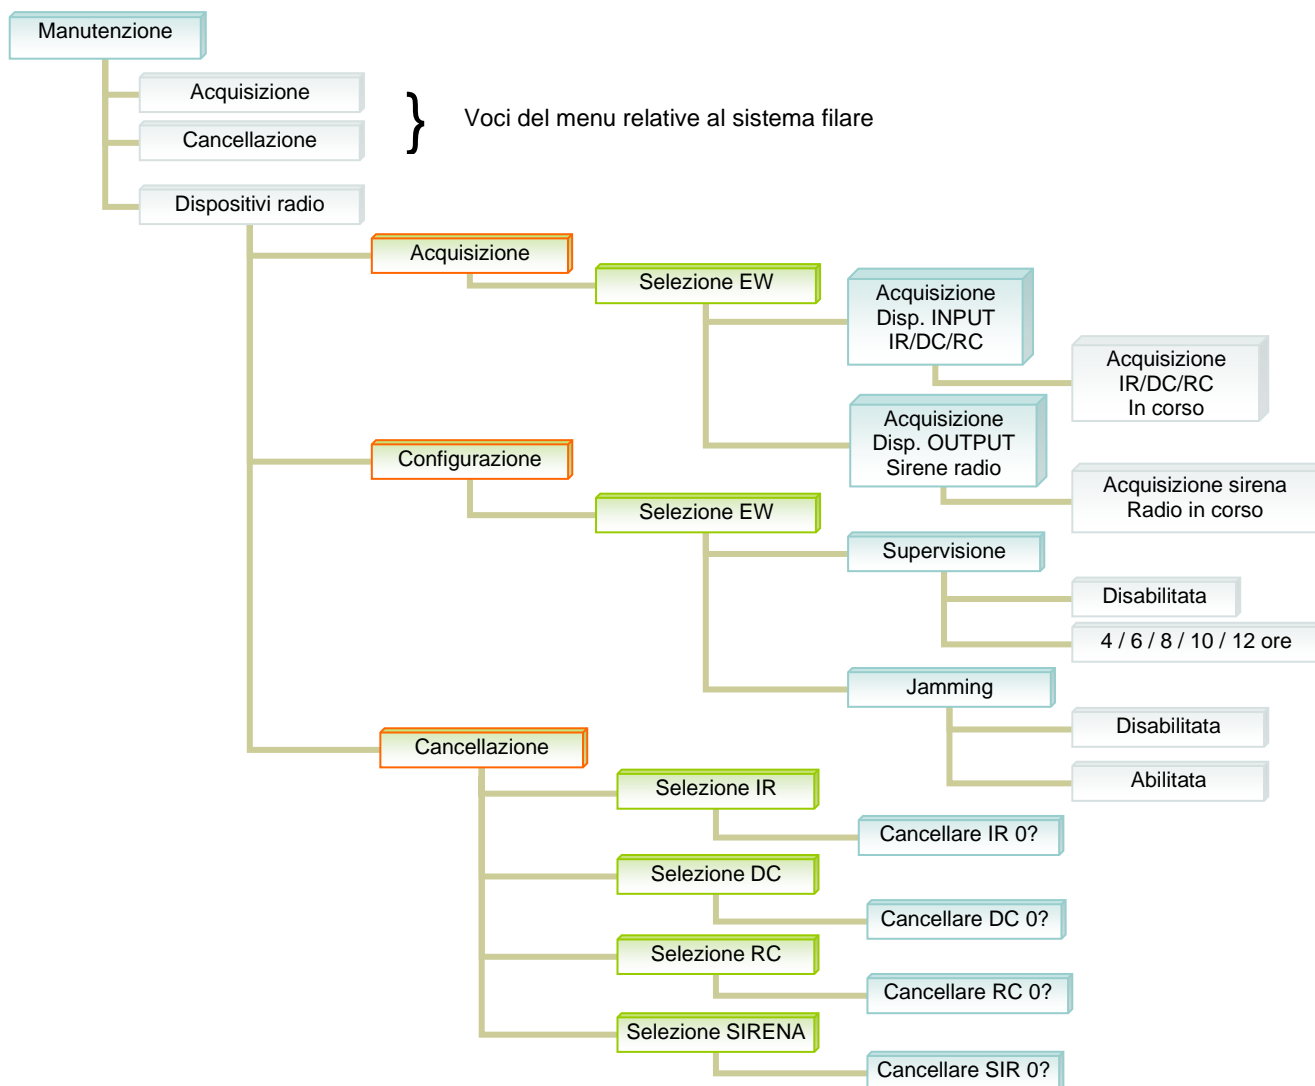 Manutenzione
Acquisizione
Cancellazione
}
Voci del menu relative al sistema filare
Dispositivi radio
Acquisizione
Selezione EW
Acquisizione
Disp. INPUT
IR/DC/RC
Acquisizione
IR/DC/RC
In corso
Acquisizione
Disp. OUTPUT
Sirene radio
Acquisizione sirena
Radio in corso
Configurazione
Selezione EW
Supervisione
Disabilitata
4 / 6 / 8 / 10 / 12 ore
Jamming
Disabilitata
Abilitata
Cancellazione
Selezione IR
Cancellare IR 0?
Selezione DC
Cancellare DC 0?
Selezione RC
Cancellare RC 0?
Selezione SIRENA
Cancellare SIR 0?